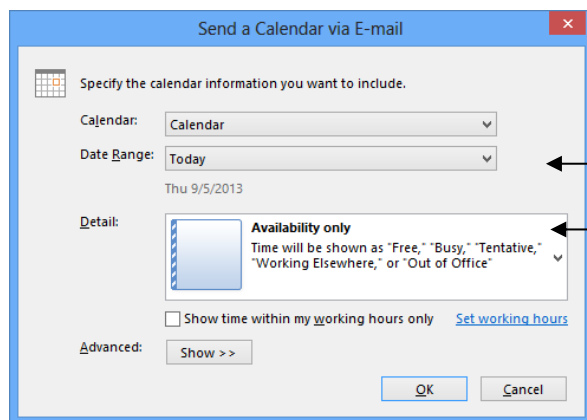 Send a Calendar via E-mail
Specify the calendar information you want to include.
Calendar: Calendar
Date Range: Today
Thu 9/5/2013
Detail: Availability only
Time will be shown as "Free," "Busy," "Tentative,"
"Working Elsewhere," or "Out of Office"
Show time within my working hours only Set working hours
Advanced: Show >>
OK Cancel